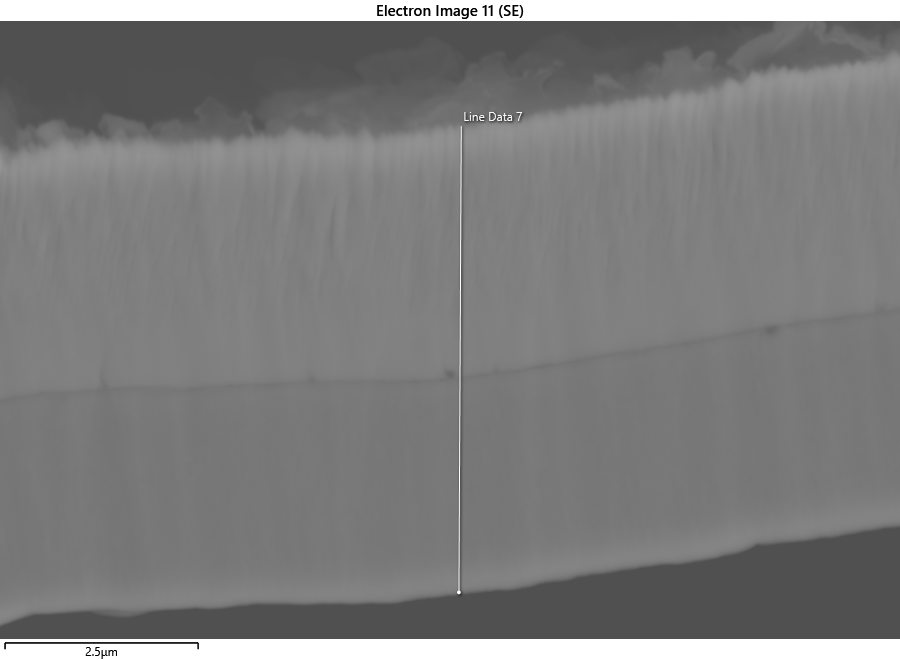 Electron Image 11 (SE)
Line Data 7
2.5µm